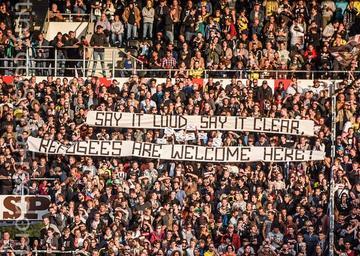 SAY IT LOUD, SAY IT CLEAR,
REFUGEES ARE WELCOME HERE!
SP